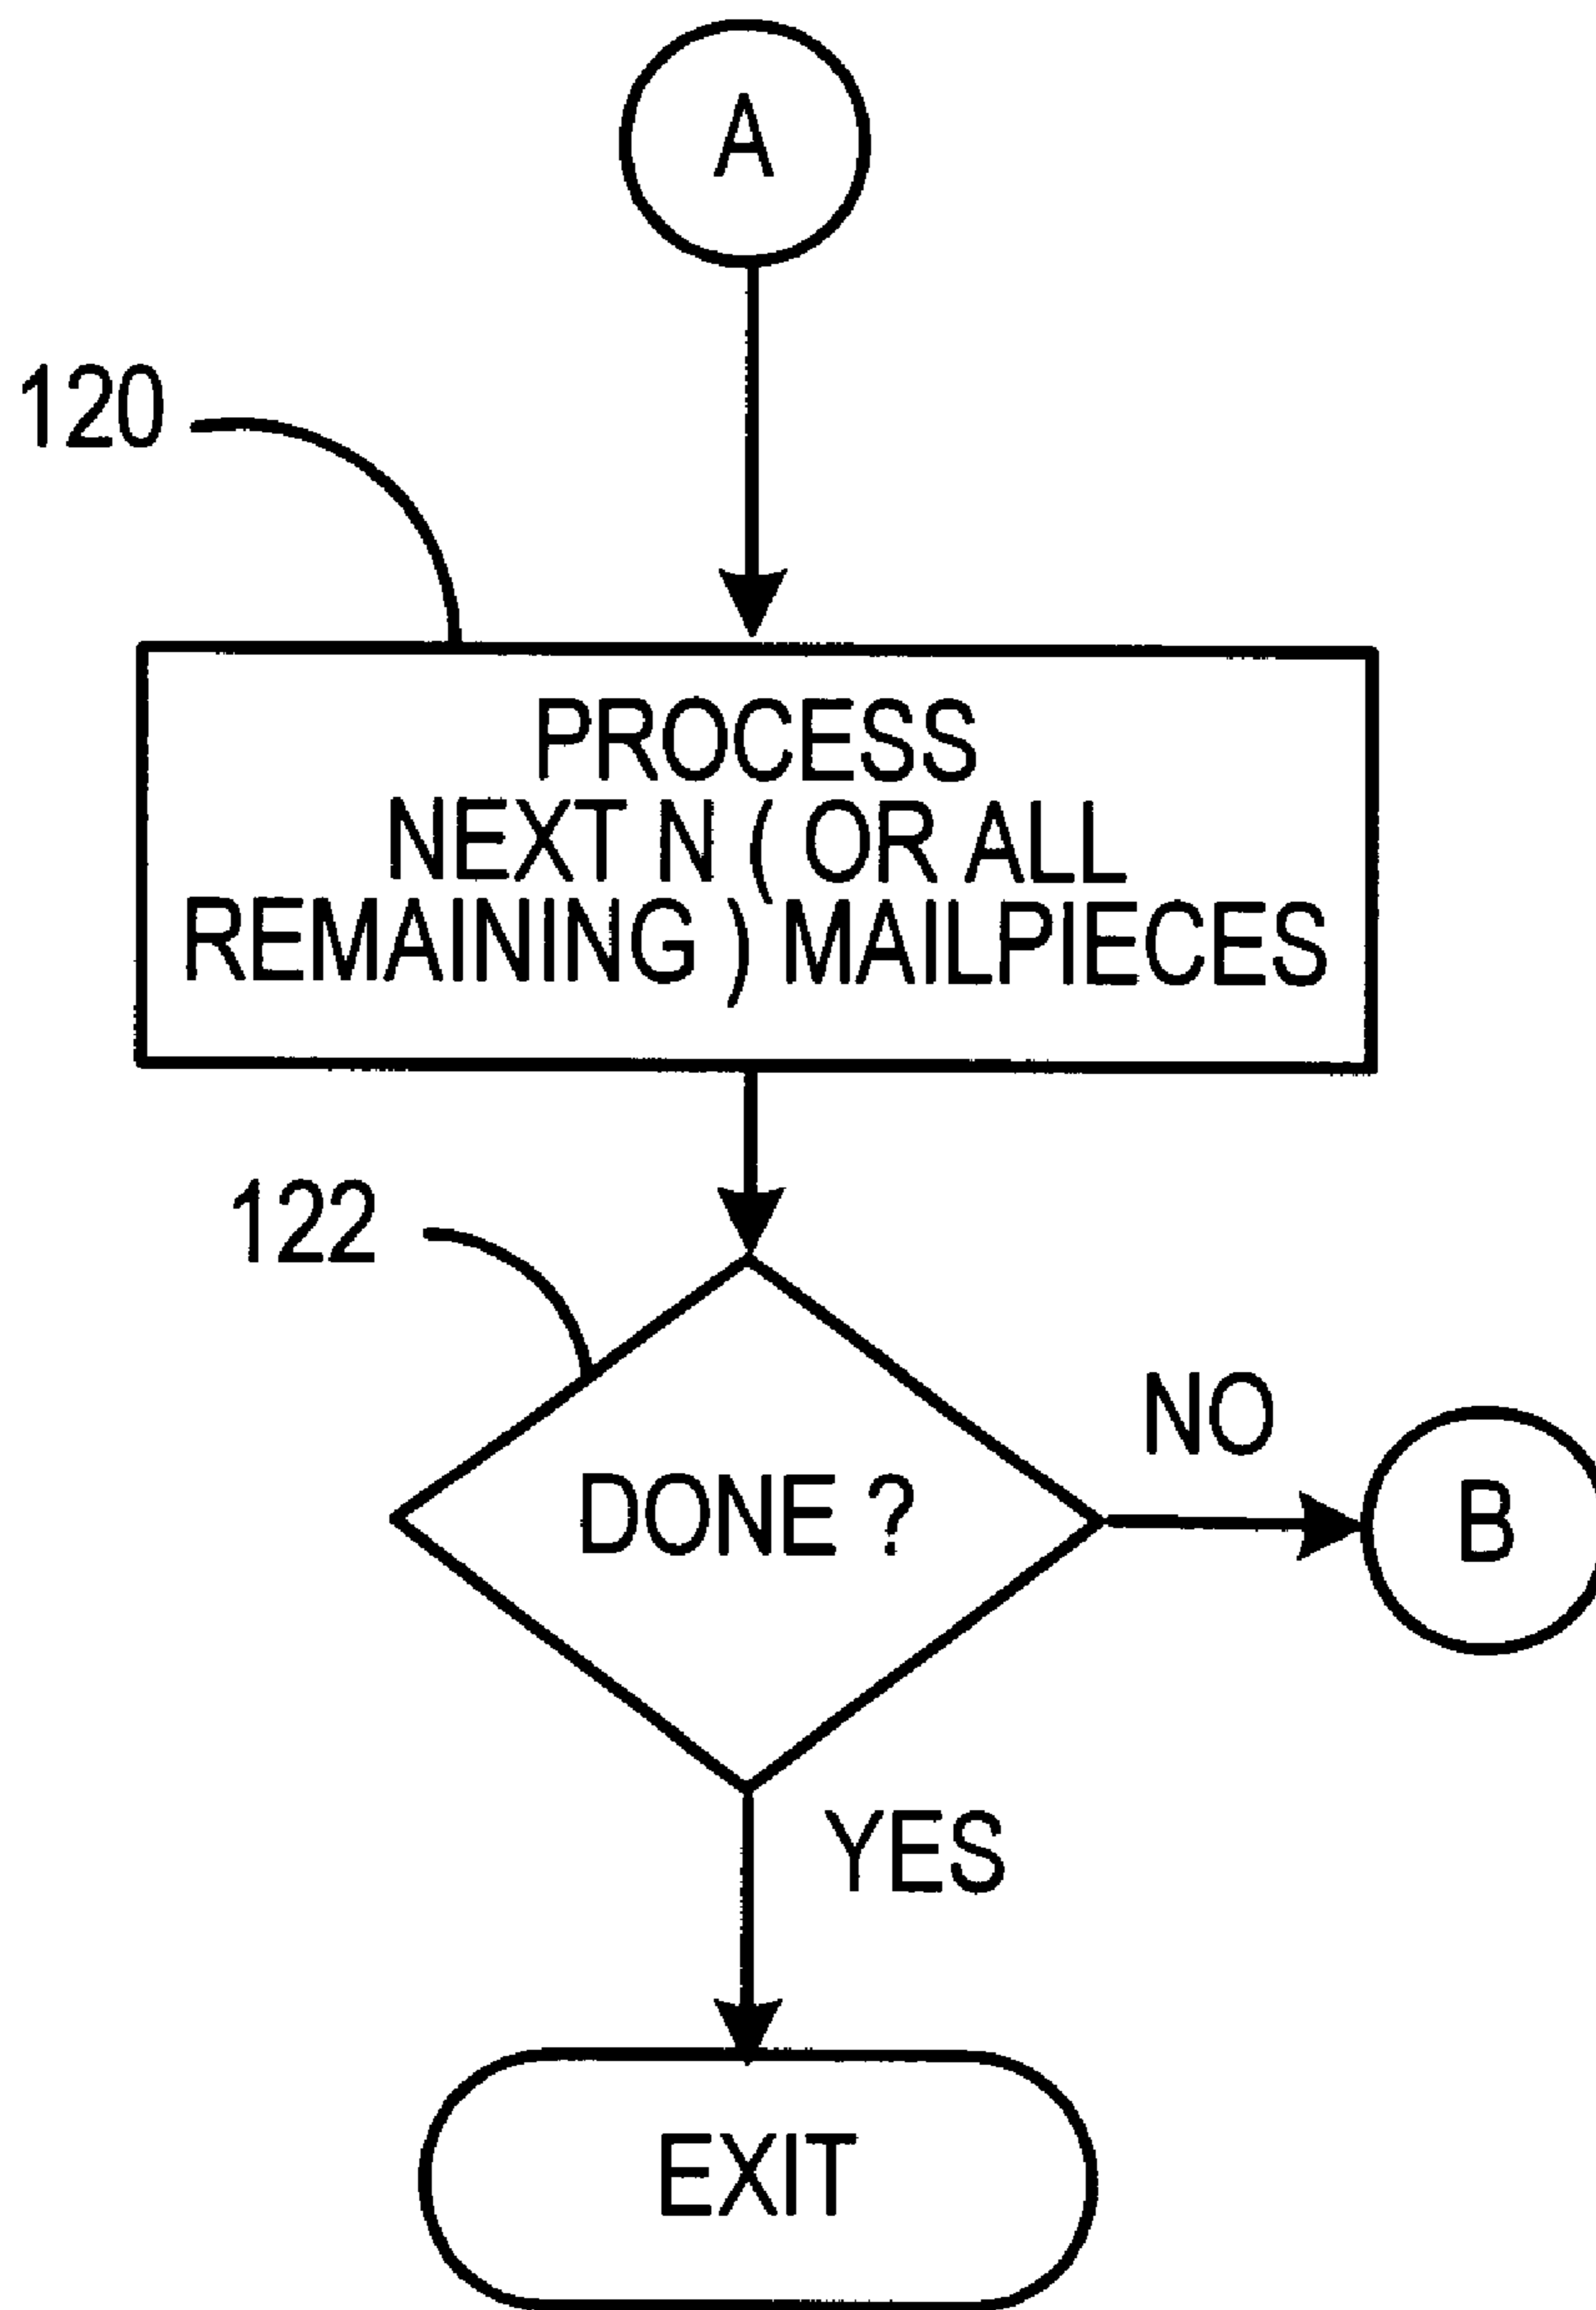 A
120
PROCESS
NEXT N ( OR ALL
REMAINING ) MAILPIECES
122
DONE ?
NO
B
YES
EXIT